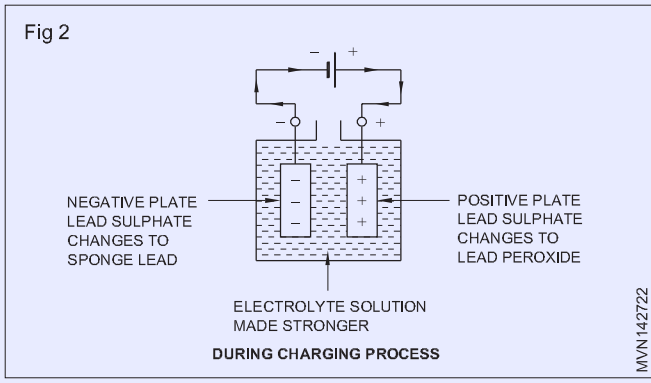 Fig 2
− +
− +
− +
− +
− +
NEGATIVE PLATE
LEAD SULPHATE
CHANGES TO
SPONGE LEAD
POSITIVE PLATE
LEAD SULPHATE
CHANGES TO
LEAD PEROXIDE
ELECTROLYTE SOLUTION
MADE STRONGER
DURING CHARGING PROCESS
MVN142722